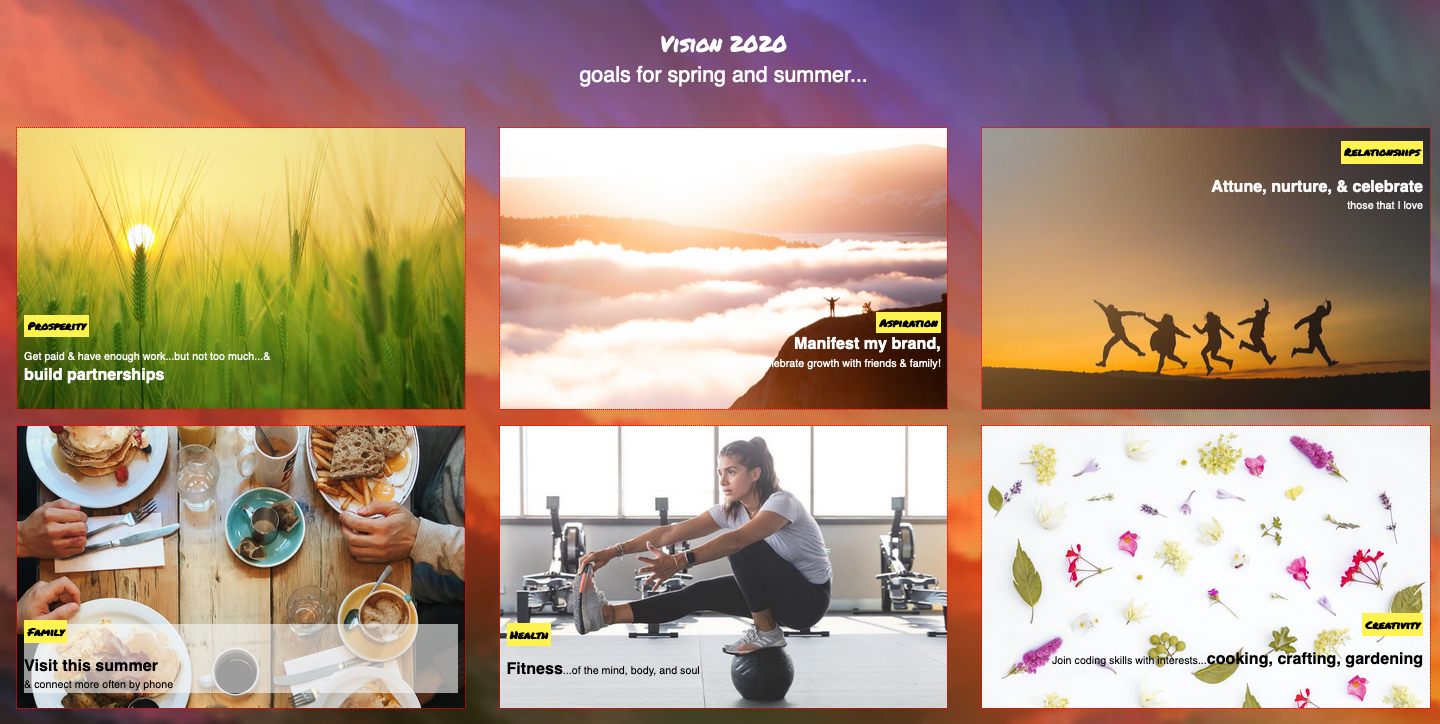 Vision 2020
goals for spring and summer...
Prosperity
Get paid & have enough work...but not too much...&
build partnerships
Aspiration
Manifest my brand,
lebrate growth with friends & family!
Relationships
Attune, nurture, & celebrate
those that I love
Family
Visit this summer
& connect more often by phone
Health
Fitness...of the mind, body, and soul
Creativity
Join coding skills with interests...cooking, crafting, gardening